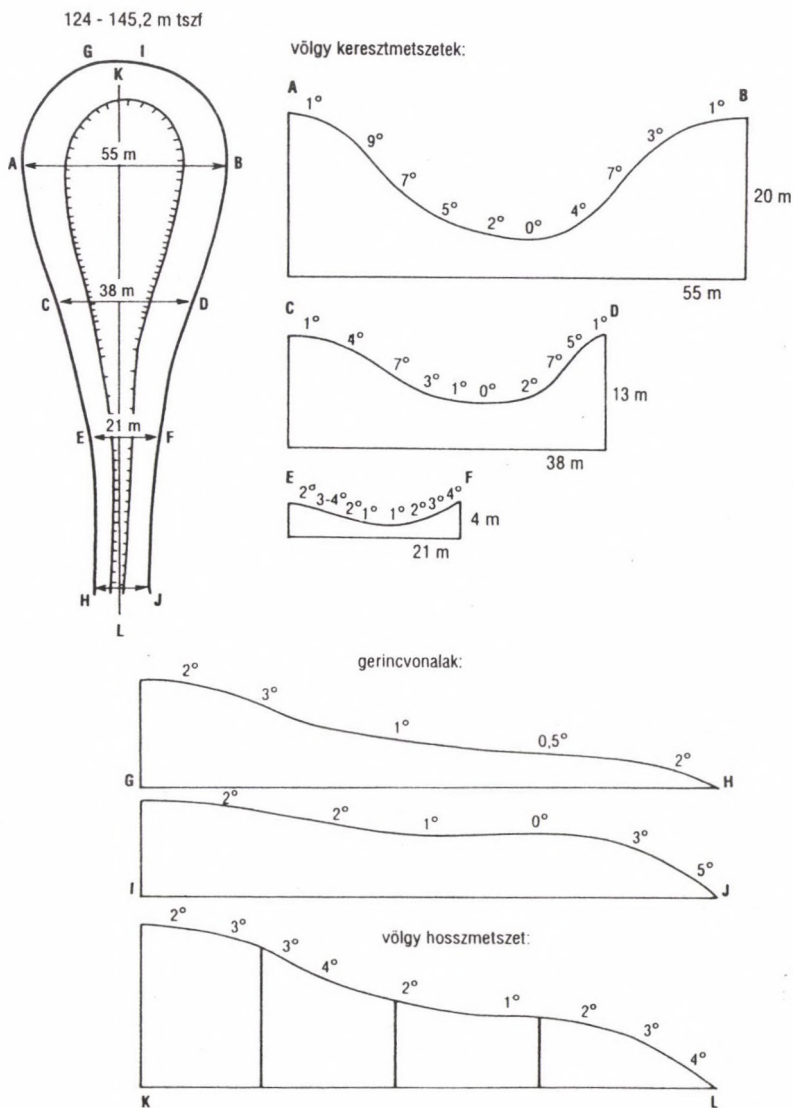 124 - 145,2 m tszf
G I
K
A 55 m B
C 38 m D
E 21 m F
H J
L
völgy keresztmetszetek:
A B
1° 9° 7° 5° 2° 0° 4° 7° 3° 1°
20 m
55 m
C D
1° 4° 7° 3° 1° 0° 2° 7° 5° 1°
13 m
38 m
E F
2° 3-4° 2° 1° 1° 2° 3° 4°
4 m
21 m
gerincvonalak:
2° 3° 1° 0,5° 2°
G H
2° 2° 1° 0° 3° 5°
I J
völgy hosszmetszet:
2° 3° 3° 4° 2° 1° 2° 3° 4°
K L